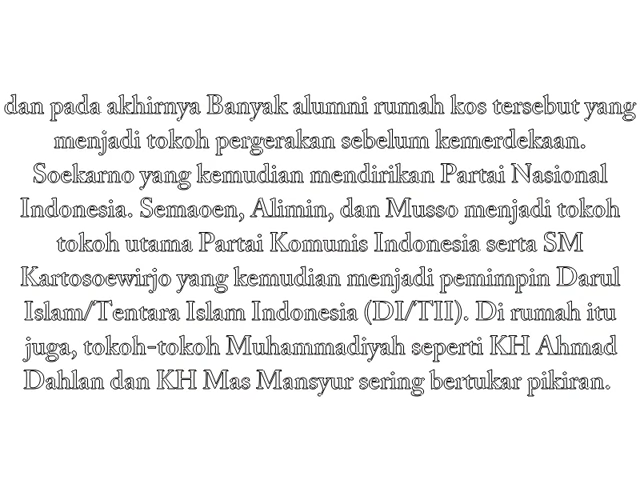 dan pada akhirnya Banyak alumni rumah kos tersebut yang
menjadi tokoh pergerakan sebelum kemerdekaan.
Soekarno yang kemudian mendirikan Partai Nasional
Indonesia. Semaoen, Alimin, dan Musso menjadi tokoh
tokoh utama Partai Komunis Indonesia serta SM
Kartosoewirjo yang kemudian menjadi pemimpin Darul
Islam/Tentara Islam Indonesia (DI/TII). Di rumah itu
juga, tokoh-tokoh Muhammadiyah seperti KH Ahmad
Dahlan dan KH Mas Mansyur sering bertukar pikiran.